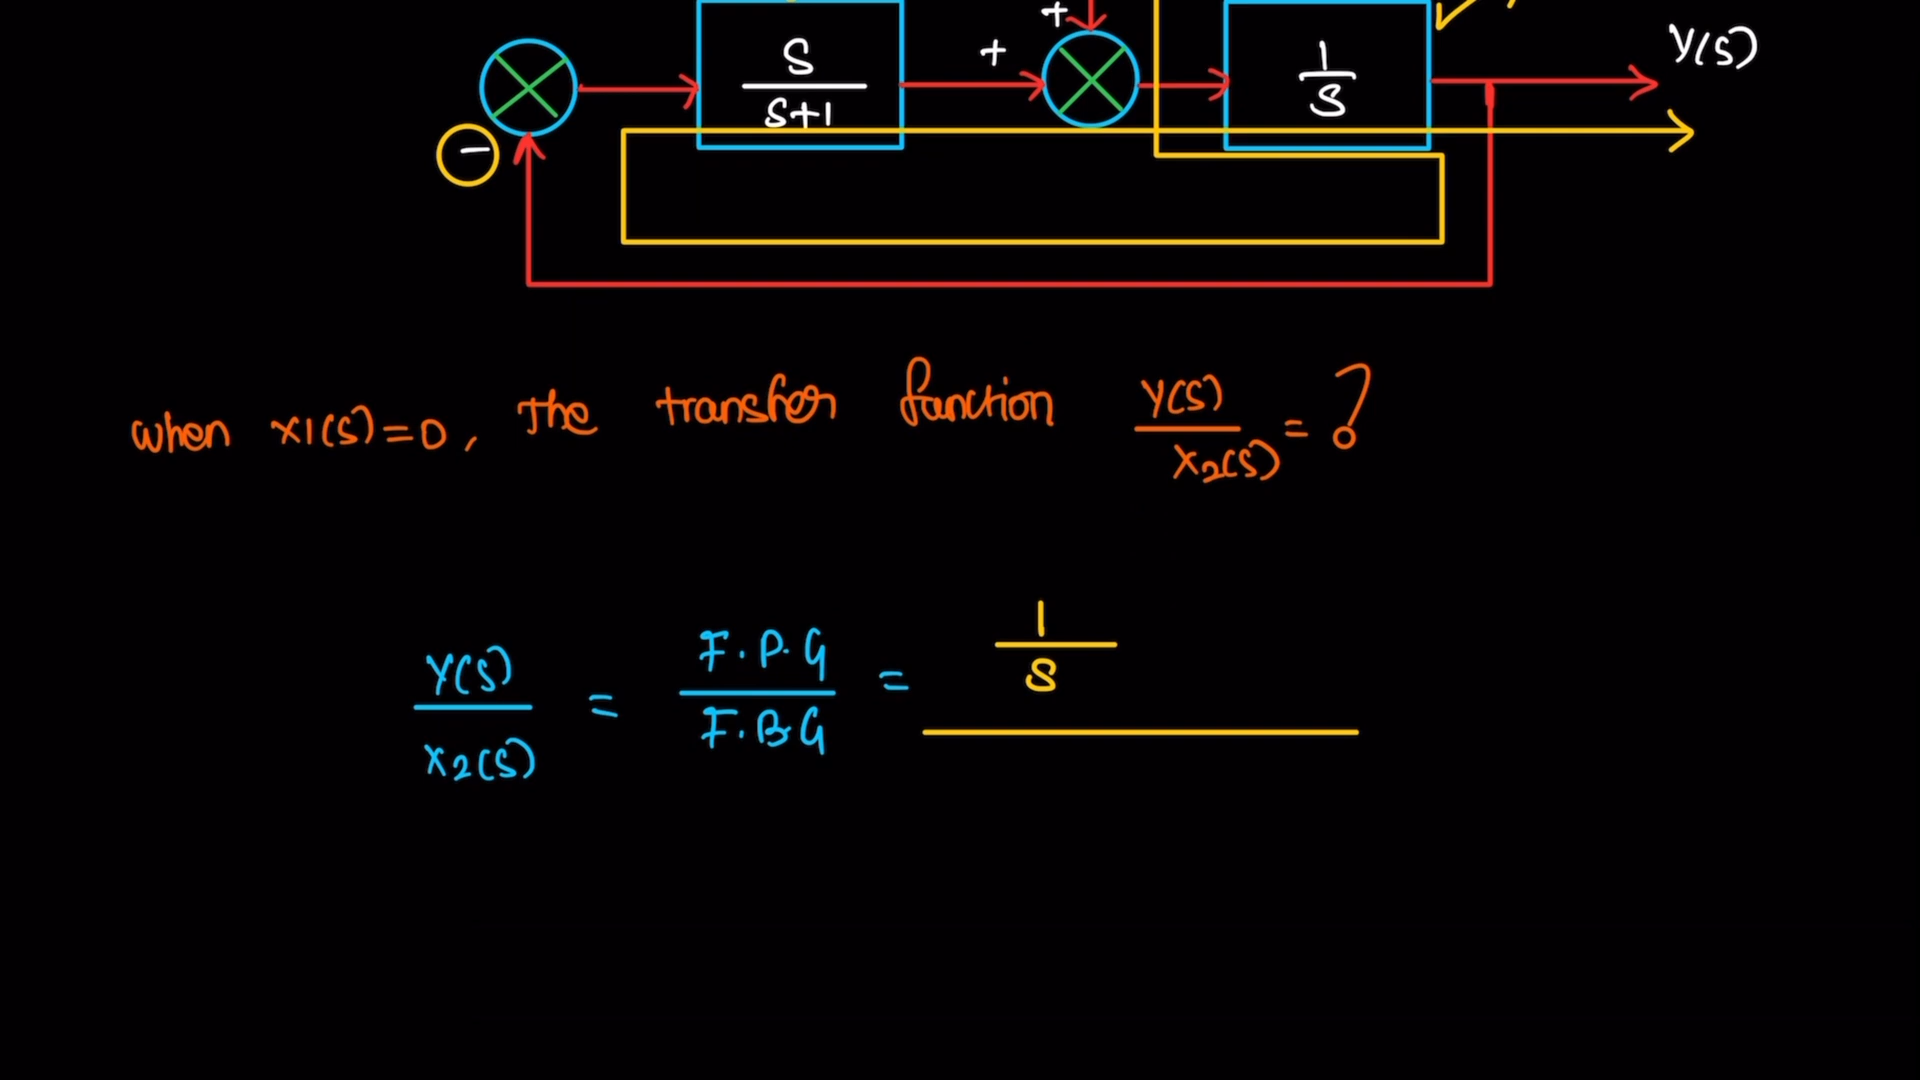 +
S
+
1
Y(S)
S+1
S
-
when x1(S)=0, The transfer function Y(S)
= ?
X2(S)
1
F.P.G
S
Y(S)
=
=
F.B.G
X2(S)